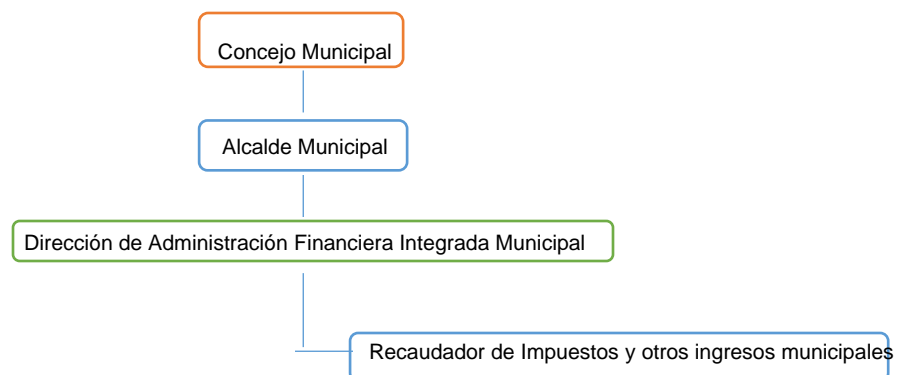 Concejo Municipal
Alcalde Municipal
Dirección de Administración Financiera Integrada Municipal
Recaudador de Impuestos y otros ingresos municipales